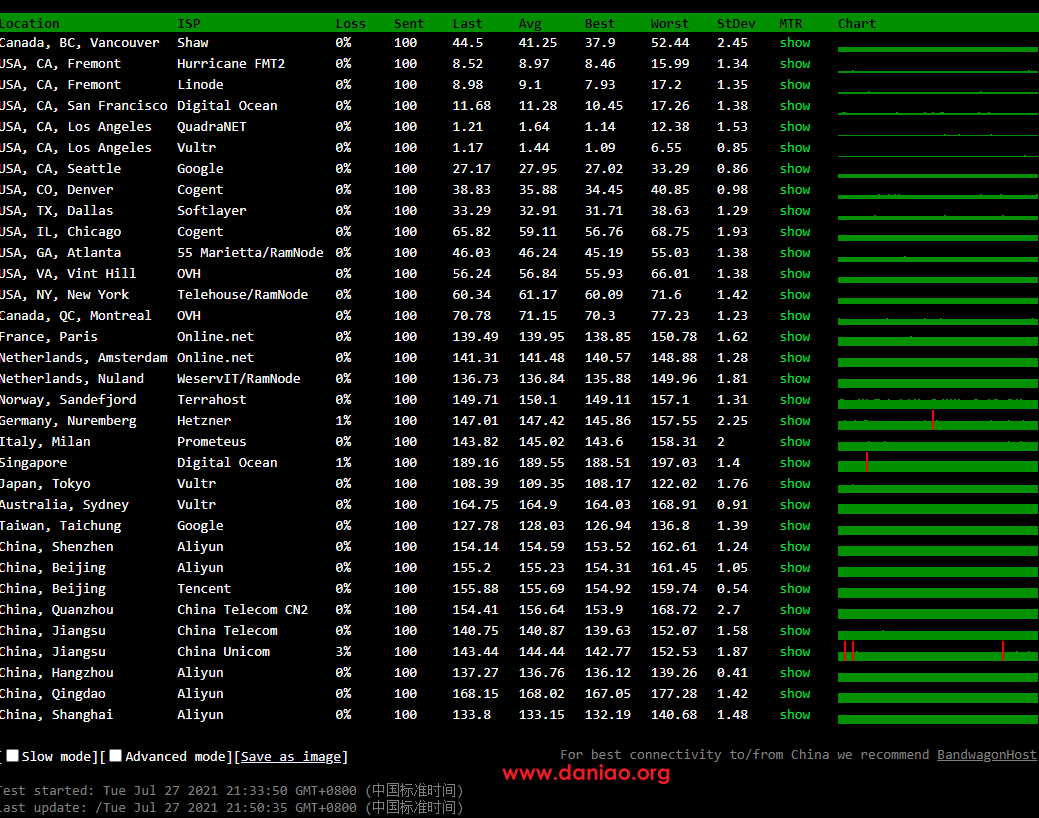 Location ISP Loss Sent Last Avg Best Worst StDev MTR Chart
Canada, BC, Vancouver Shaw 0% 100 44.5 41.25 37.9 52.44 2.45 show
USA, CA, Fremont Hurricane FMT2 0% 100 8.52 8.97 8.46 15.99 1.34 show
USA, CA, Fremont Linode 0% 100 8.98 9.1 7.93 17.2 1.35 show
USA, CA, San Francisco Digital Ocean 0% 100 11.68 11.28 10.45 17.26 1.38 show
USA, CA, Los Angeles QuadraNET 0% 100 1.21 1.64 1.14 12.38 1.53 show
USA, CA, Los Angeles Vultr 0% 100 1.17 1.44 1.09 6.55 0.85 show
USA, CA, Seattle Google 0% 100 27.17 27.95 27.02 33.29 0.86 show
USA, CO, Denver Cogent 0% 100 38.83 35.88 34.45 40.85 0.98 show
USA, TX, Dallas Softlayer 0% 100 33.29 32.91 31.71 38.63 1.29 show
USA, IL, Chicago Cogent 0% 100 65.82 59.11 56.76 68.75 1.93 show
USA, GA, Atlanta 55 Marietta/RamNode 0% 100 46.03 46.24 45.19 55.03 1.38 show
USA, VA, Vint Hill OVH 0% 100 56.24 56.84 55.93 66.01 1.38 show
USA, NY, New York Telehouse/RamNode 0% 100 60.34 61.17 60.09 71.6 1.42 show
Canada, QC, Montreal OVH 0% 100 70.78 71.15 70.3 77.23 1.23 show
France, Paris Online.net 0% 100 139.49 139.95 138.85 150.78 1.62 show
Netherlands, Amsterdam Online.net 0% 100 141.31 141.48 140.57 148.88 1.28 show
Netherlands, Nuland WeservIT/RamNode 0% 100 136.73 136.84 135.88 149.96 1.81 show
Norway, Sandefjord Terrahost 0% 100 149.71 150.1 149.11 157.1 1.31 show
Germany, Nuremberg Hetzner 1% 100 147.01 147.42 145.86 157.55 2.25 show
Italy, Milan Prometeus 0% 100 143.82 145.02 143.6 158.31 2 show
Singapore Digital Ocean 1% 100 189.16 189.55 188.51 197.03 1.4 show
Japan, Tokyo Vultr 0% 100 108.39 109.35 108.17 122.02 1.76 show
Australia, Sydney Vultr 0% 100 164.75 164.9 164.03 168.91 0.91 show
Taiwan, Taichung Google 0% 100 127.78 128.03 126.94 136.8 1.39 show
China, Shenzhen Aliyun 0% 100 154.14 154.59 153.52 162.61 1.24 show
China, Beijing Aliyun 0% 100 155.2 155.23 154.31 161.45 1.05 show
China, Beijing Tencent 0% 100 155.88 155.69 154.92 159.74 0.54 show
China, Quanzhou China Telecom CN2 0% 100 154.41 156.64 153.9 168.72 2.7 show
China, Jiangsu China Telecom 0% 100 140.75 140.87 139.63 152.07 1.58 show
China, Jiangsu China Unicom 3% 100 143.44 144.44 142.77 152.53 1.87 show
China, Hangzhou Aliyun 0% 100 137.27 136.76 136.12 139.26 0.41 show
China, Qingdao Aliyun 0% 100 168.15 168.02 167.05 177.28 1.42 show
China, Shanghai Aliyun 0% 100 133.8 133.15 132.19 140.68 1.48 show
[ Slow mode][ Advanced mode][Save as image] For best connectivity to/from China we recommend BandwagonHost
www.daniao.org
Test started: Tue Jul 27 2021 21:33:50 GMT+0800 (中国标准时间)
Last update: /Tue Jul 27 2021 21:50:35 GMT+0800 (中国标准时间)